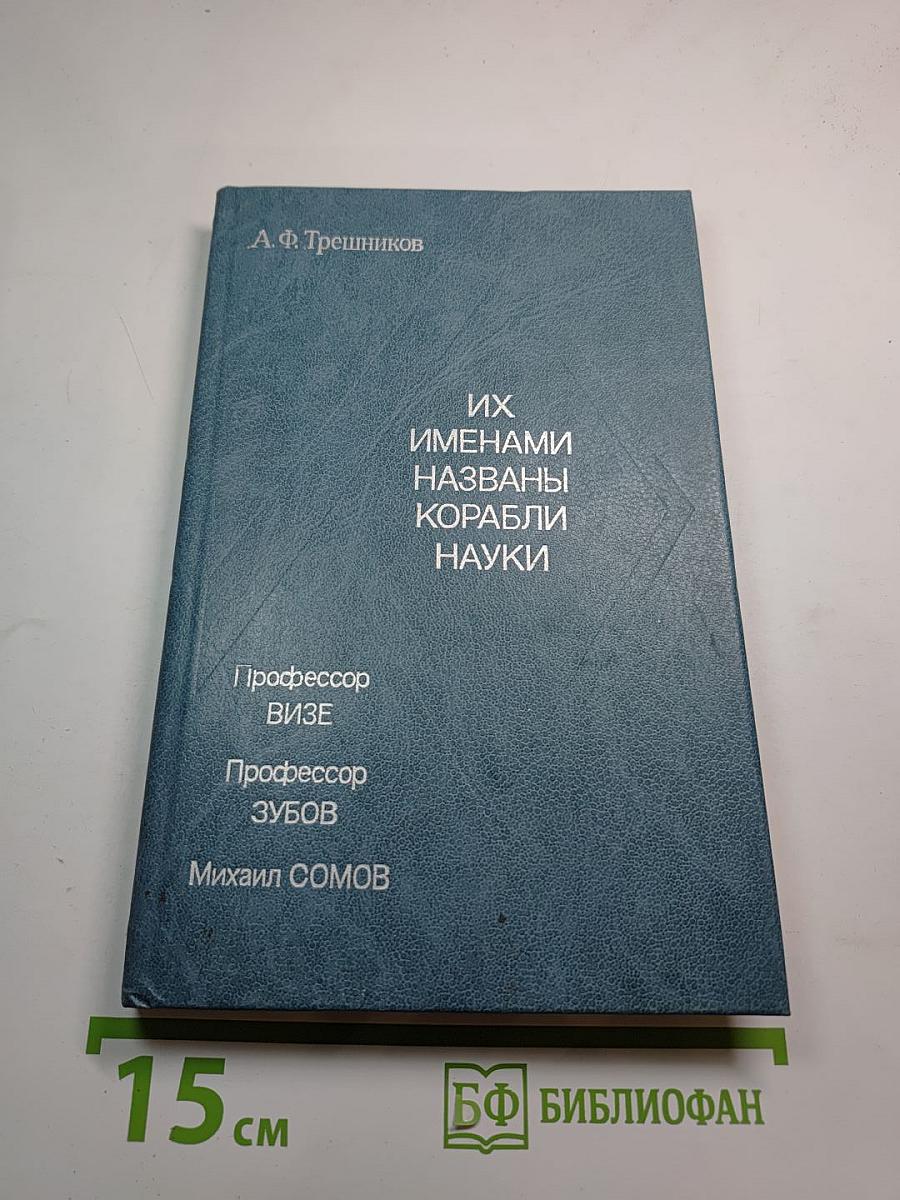 А. Ф. Трешников
ИХ
ИМЕНАМИ
НАЗВАНЫ
КОРАБЛИ
НАУКИ
Профессор
ВИЗЕ
Профессор
ЗУБОВ
Михаил СОМОВ
15 см
БФ БИБЛИОФАН